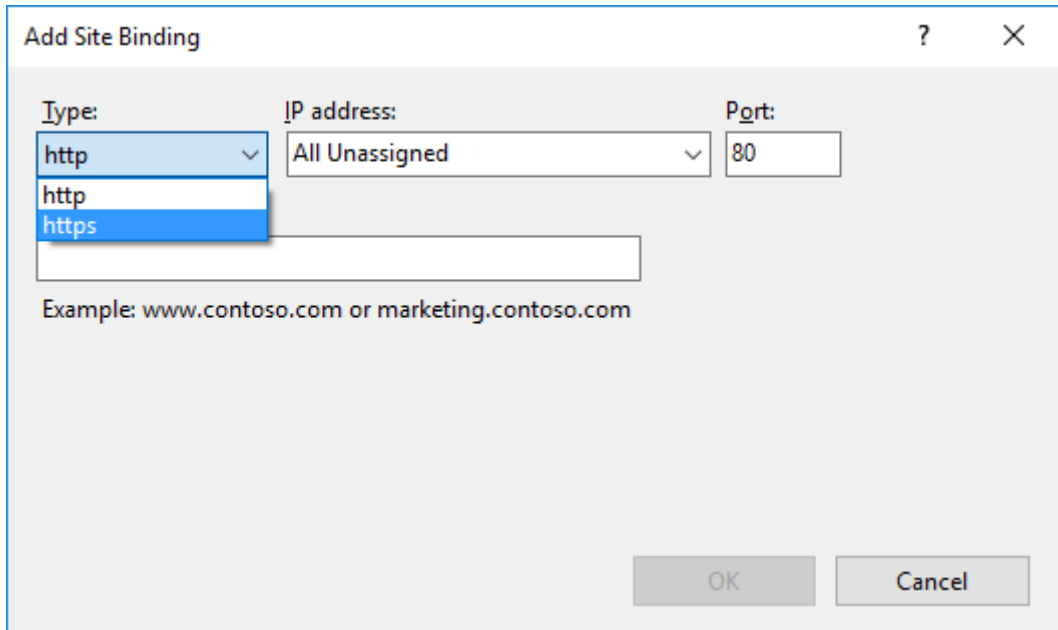 Add Site Binding ?
Type: IP address: Port:
http All Unassigned 80
http
https
Example: www.contoso.com or marketing.contoso.com
OK Cancel